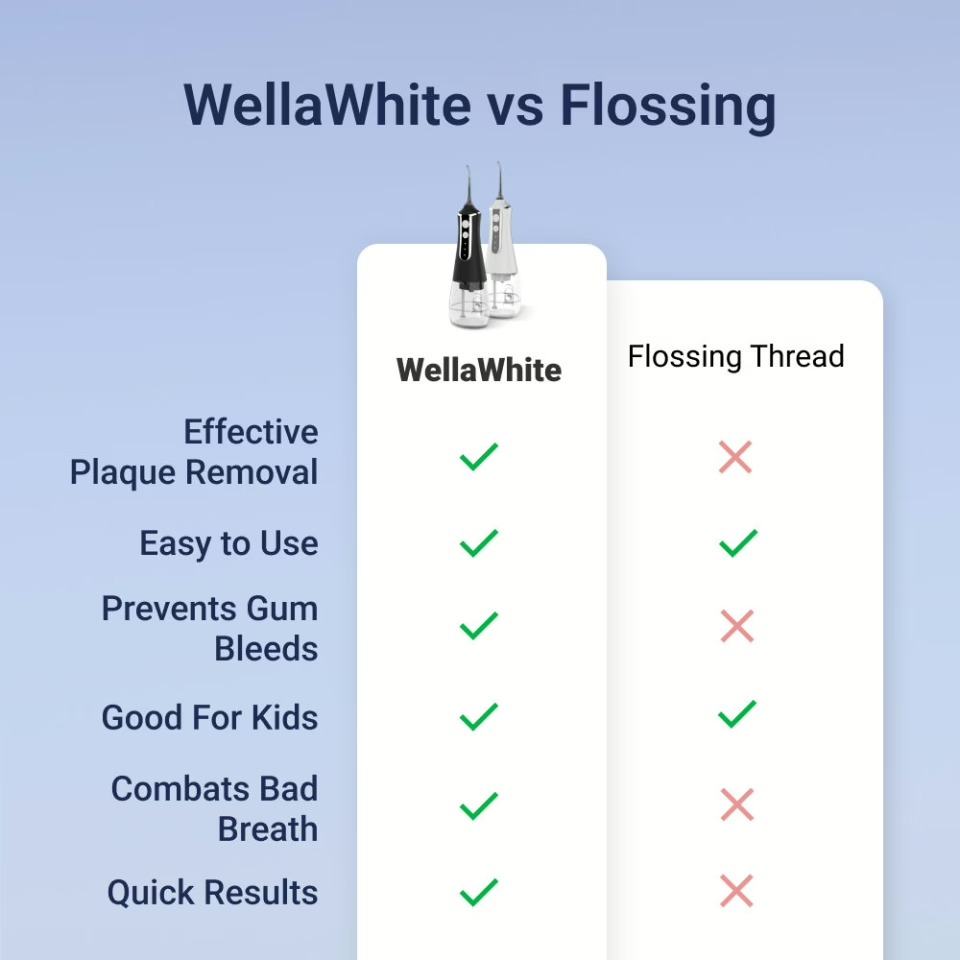 WellaWhite vs Flossing
WellaWhite
Flossing Thread
Effective
Plaque Removal
Easy to Use
Prevents Gum
Bleeds
Good For Kids
Combats Bad
Breath
Quick Results